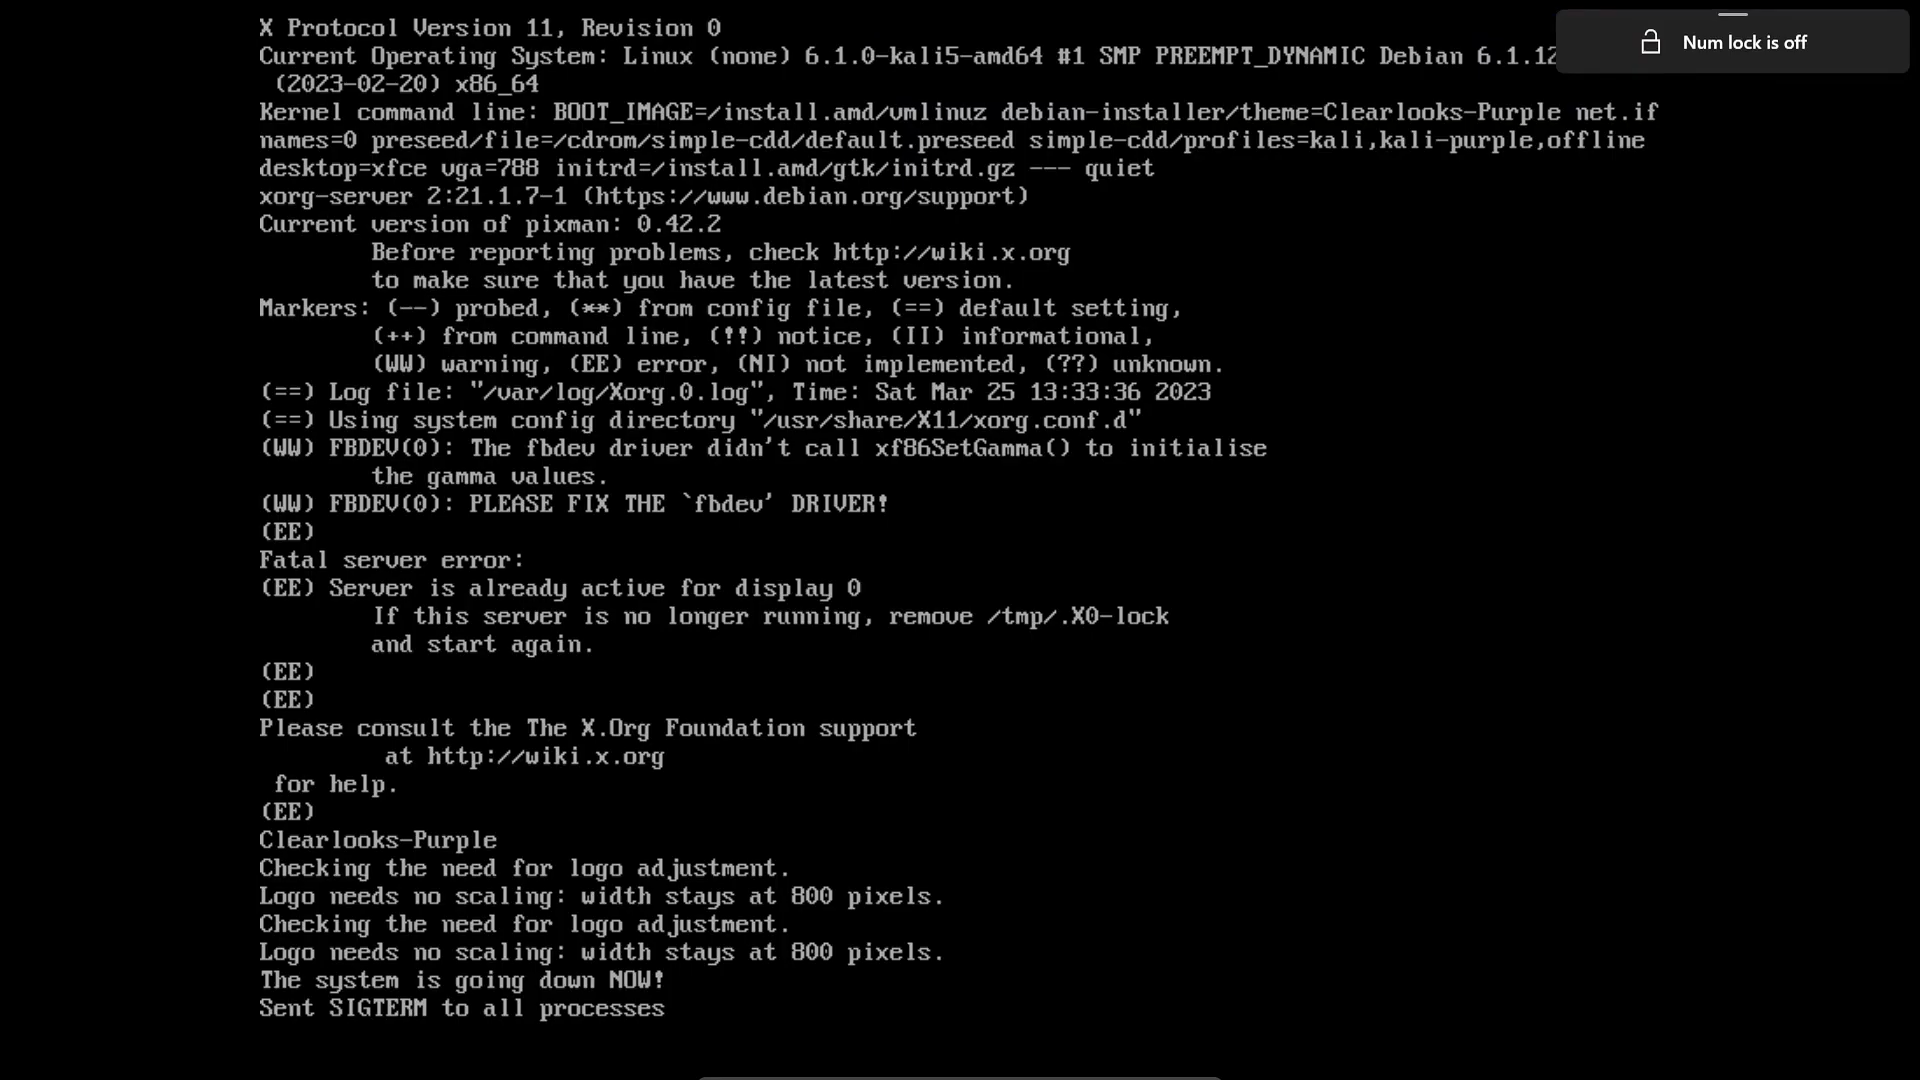 X Protocol Version 11, Revision 0
Num lock is off
Current Operating System: Linux (none) 6.1.0-kali5-amd64 #1 SMP PREEMPT_DYNAMIC Debian 6.1.12
(2023-02-20) x86_64
Kernel command line: BOOT_IMAGE=/install.amd/vmlinuz debian-installer/theme=Clearlooks-Purple net.if
names=0 preseed/file=/cdrom/simple-cdd/default.preseed simple-cdd/profiles=kali,kali-purple,offline
desktop=xfce vga=788 initrd=/install.amd/gtk/initrd.gz --- quiet
xorg-server 2:21.1.7-1 (https://www.debian.org/support)
Current version of pixman: 0.42.2
Before reporting problems, check http://wiki.x.org
to make sure that you have the latest version.
Markers: (--) probed, (**) from config file, (==) default setting,
(++) from command line, (!!) notice, (II) informational,
(WW) warning, (EE) error, (NI) not implemented, (??) unknown.
(==) Log file: "/var/log/Xorg.0.log", Time: Sat Mar 25 13:33:36 2023
(==) Using system config directory "/usr/share/X11/xorg.conf.d"
(WW) FBDEV(0): The fbdev driver didn't call xf86SetGamma() to initialise
the gamma values.
(WW) FBDEV(0): PLEASE FIX THE `fbdev' DRIVER!
(EE)
Fatal server error:
(EE) Server is already active for display 0
If this server is no longer running, remove /tmp/.X0-lock
and start again.
(EE)
(EE)
Please consult the The X.Org Foundation support
at http://wiki.x.org
for help.
(EE)
Clearlooks-Purple
Checking the need for logo adjustment.
Logo needs no scaling: width stays at 800 pixels.
Checking the need for logo adjustment.
Logo needs no scaling: width stays at 800 pixels.
The system is going down NOW!
Sent SIGTERM to all processes